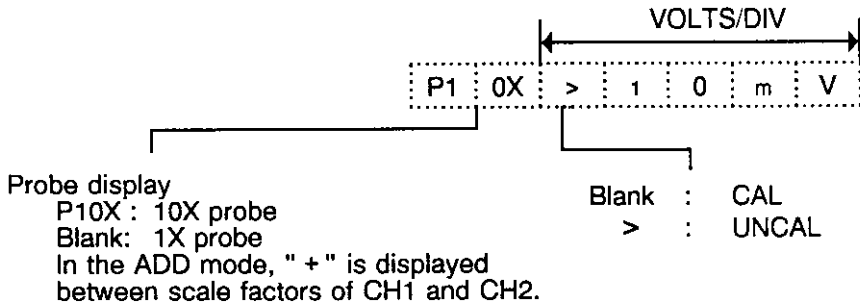 VOLTS/DIV
P1 0X > 1 0 m V
Probe display
P10X : 10X probe
Blank: 1X probe
In the ADD mode, " + " is displayed
between scale factors of CH1 and CH2.
Blank : CAL
> : UNCAL